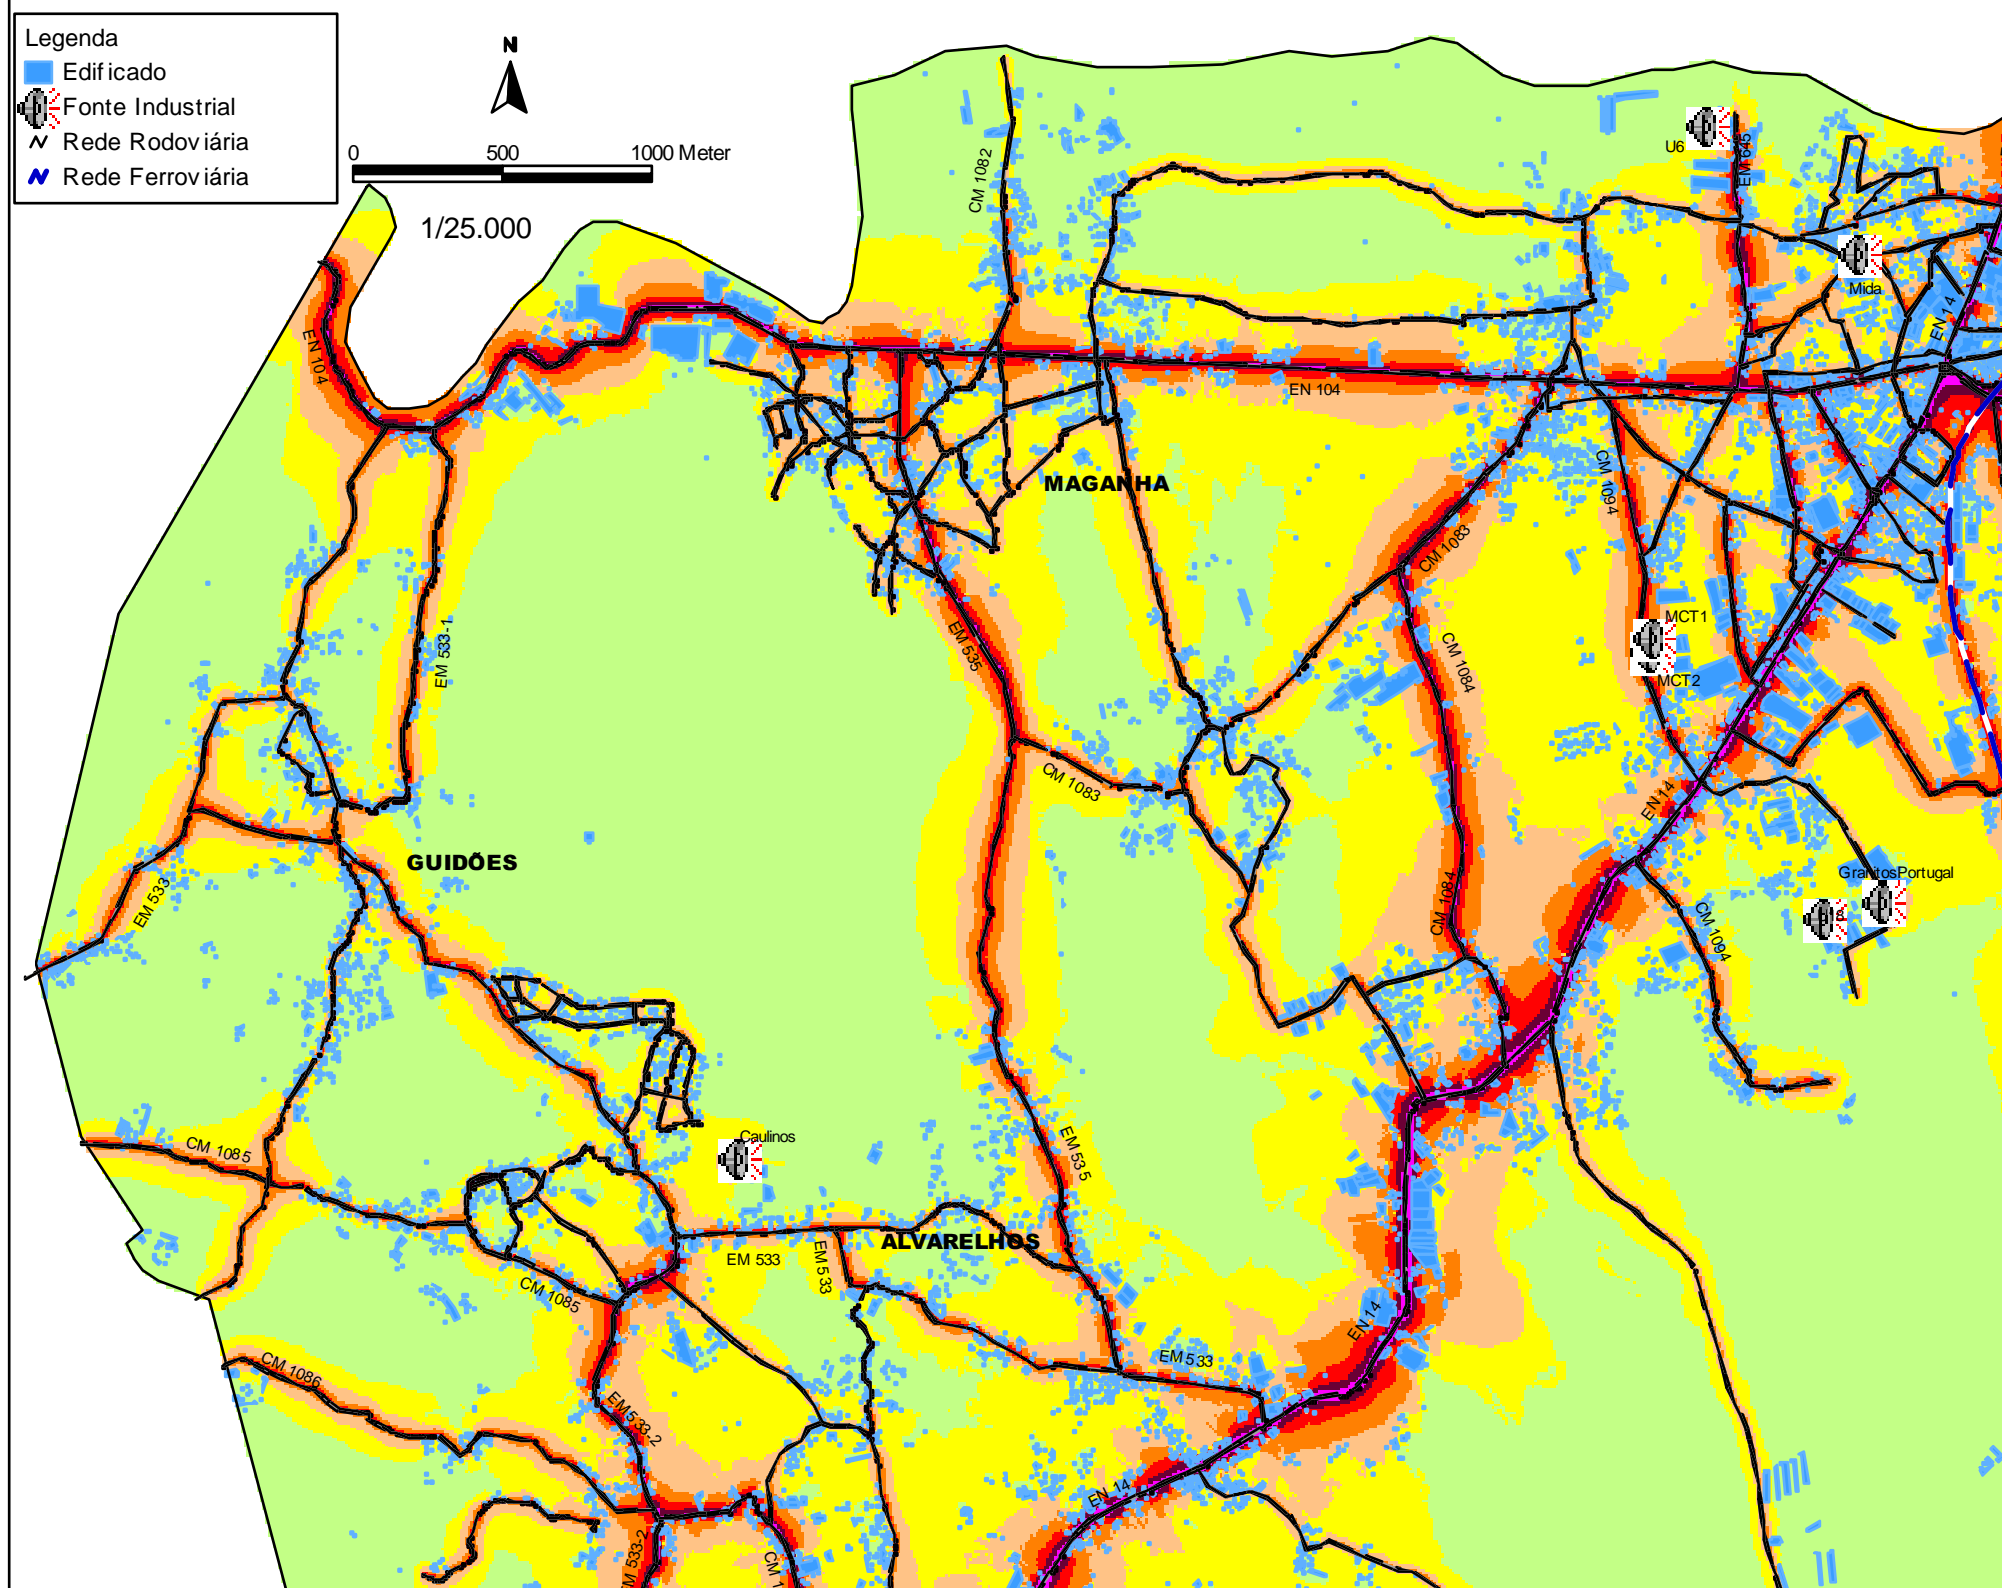 Legenda
Edificado
Fonte Industrial
Rede Rodoviária
Rede Ferroviária
N
0 500 1000 Meter
1/25.000
CM 1082
U6
EM 645
Mida
EN 14
EN 104
EN 104
MAGANHA
CM 1094
CM 1083
MCT1
MCT2
EM 533-1
EM 535
CM 1084
CM 1083
EN 14
GUIDÕES
EM 533
CM 1084
GranitosPortugal
CM 1094
Caulinos
CM 1085
EM 535
ALVARELHOS
EM 533
EM 533
CM 1085
EN 14
EM 533
CM 1086
EM 533-2
EN 14
EM 533-2
CM 1